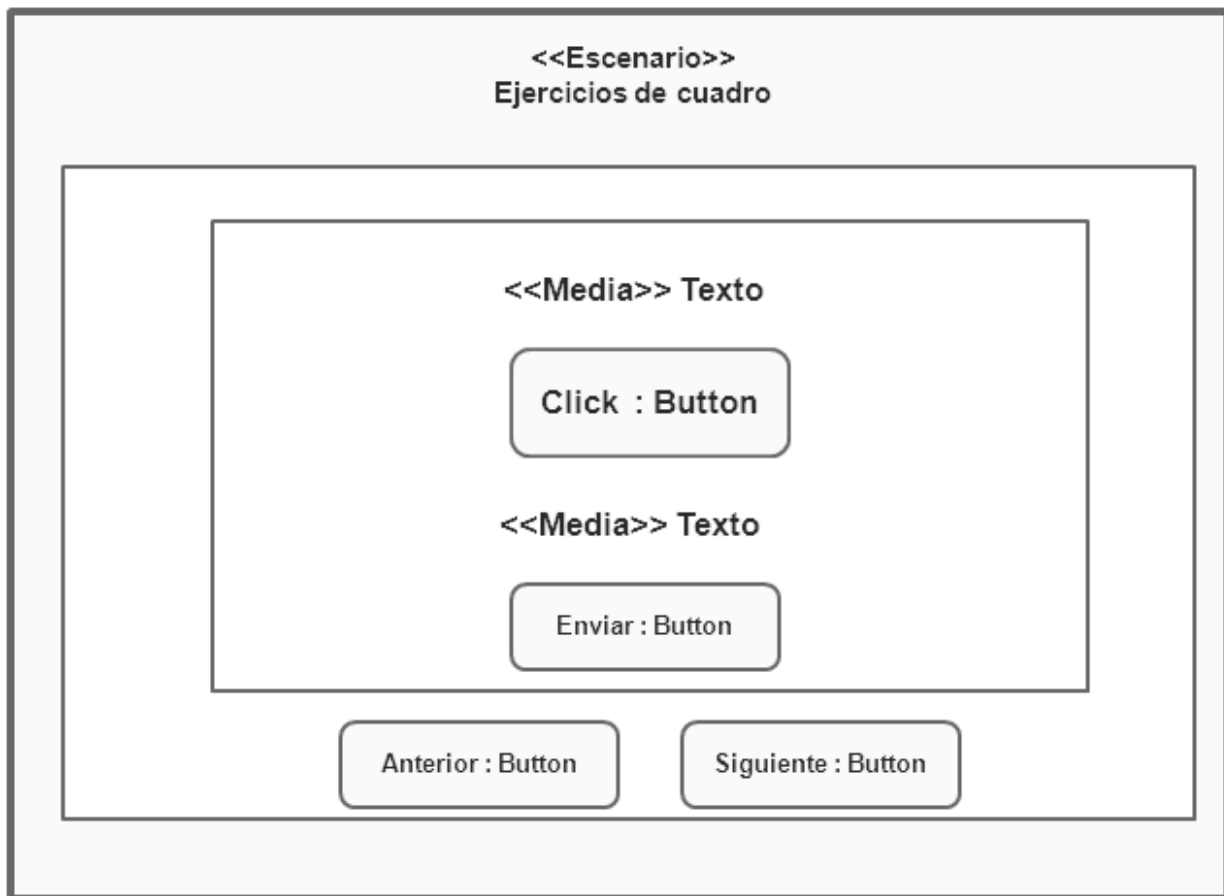 <<Escenario>>
Ejercicios de cuadro
<<Media>> Texto
Click : Button
<<Media>> Texto
Enviar : Button
Anterior : Button
Siguiente : Button